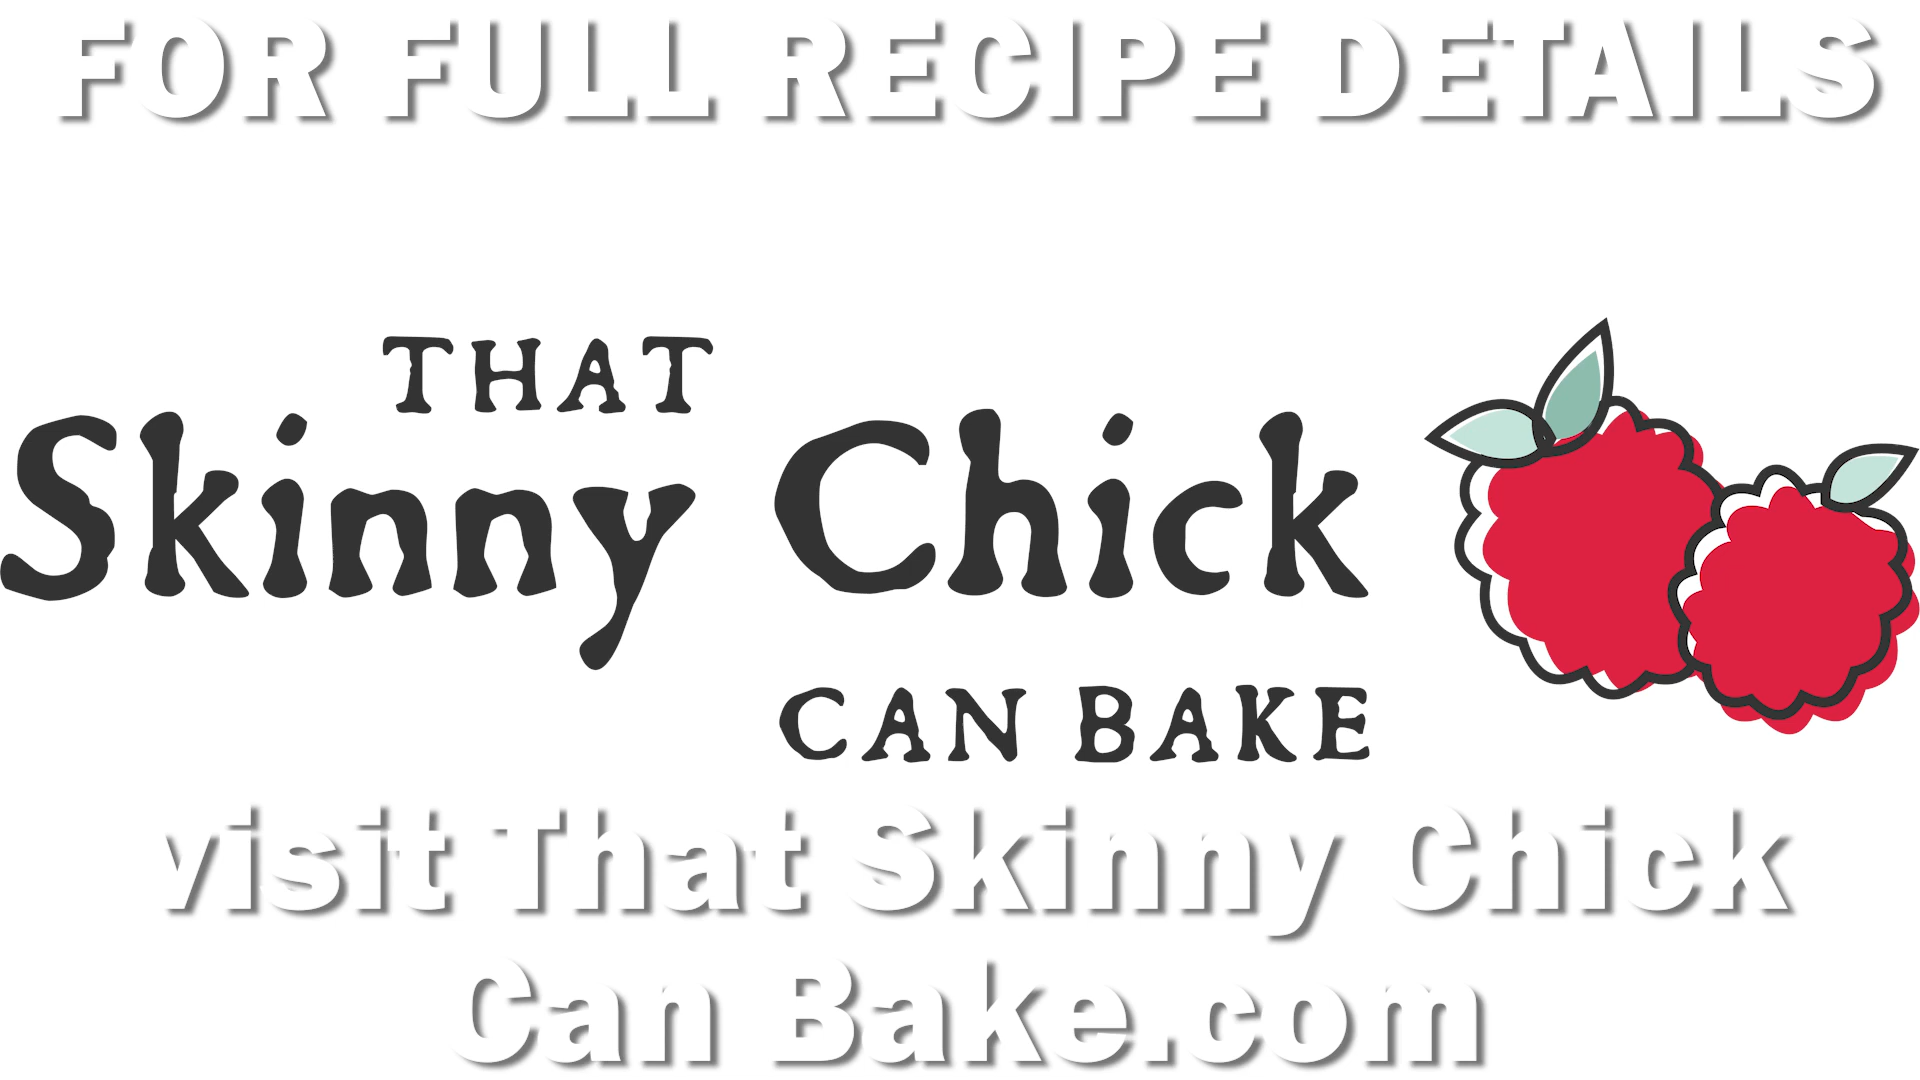 FOR FULL RECIPE DETAILS
THAT
Skinny Chick
CAN BAKE
visit That Skinny Chick
Can Bake.com